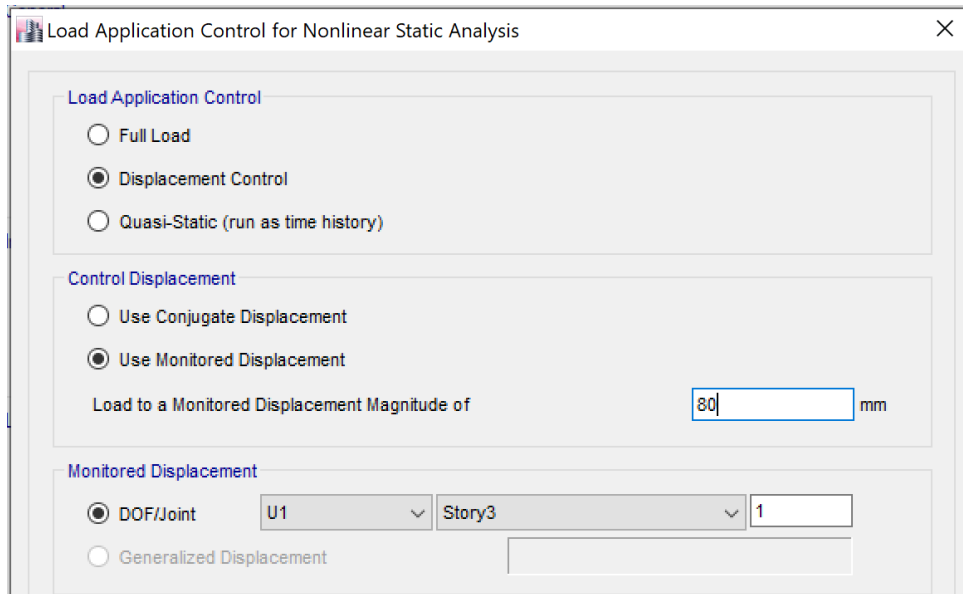 Load Application Control for Nonlinear Static Analysis
Load Application Control
Full Load
Displacement Control
Quasi-Static (run as time history)
Control Displacement
Use Conjugate Displacement
Use Monitored Displacement
Load to a Monitored Displacement Magnitude of 80 mm
Monitored Displacement
DOF/Joint U1 Story3 1
Generalized Displacement